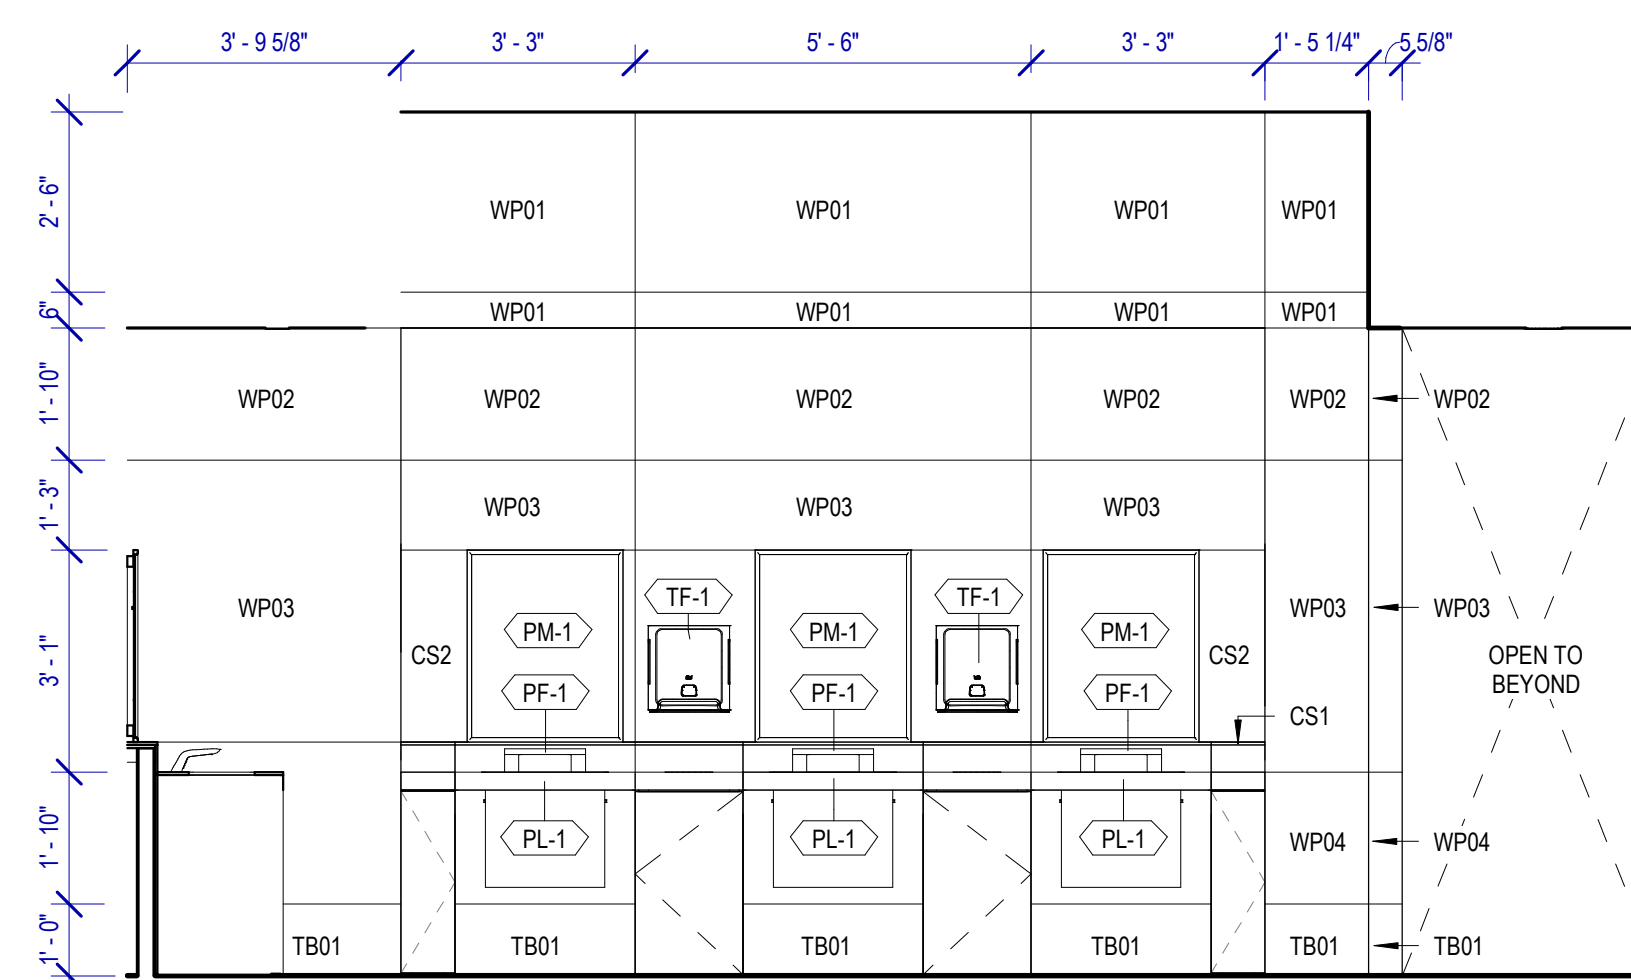 3' - 9 5/8" 3' - 3" 5' - 6" 3' - 3" 1' - 5 1/4" 5 5/8"
2' - 6"
WP01 WP01 WP01 WP01
6"
WP01 WP01 WP01 WP01
1' - 10"
WP02 WP02 WP02 WP02 WP02 WP02
1' - 3"
WP03 WP03 WP03
TF-1 TF-1
WP03 WP03 WP03
PM-1 PM-1 PM-1
3' - 1"
CS2 CS2
OPEN TO
BEYOND
PF-1 PF-1 PF-1
CS1
1' - 10"
PL-1 PL-1 PL-1
WP04 WP04
1' - 0"
TB01 TB01 TB01 TB01 TB01 TB01